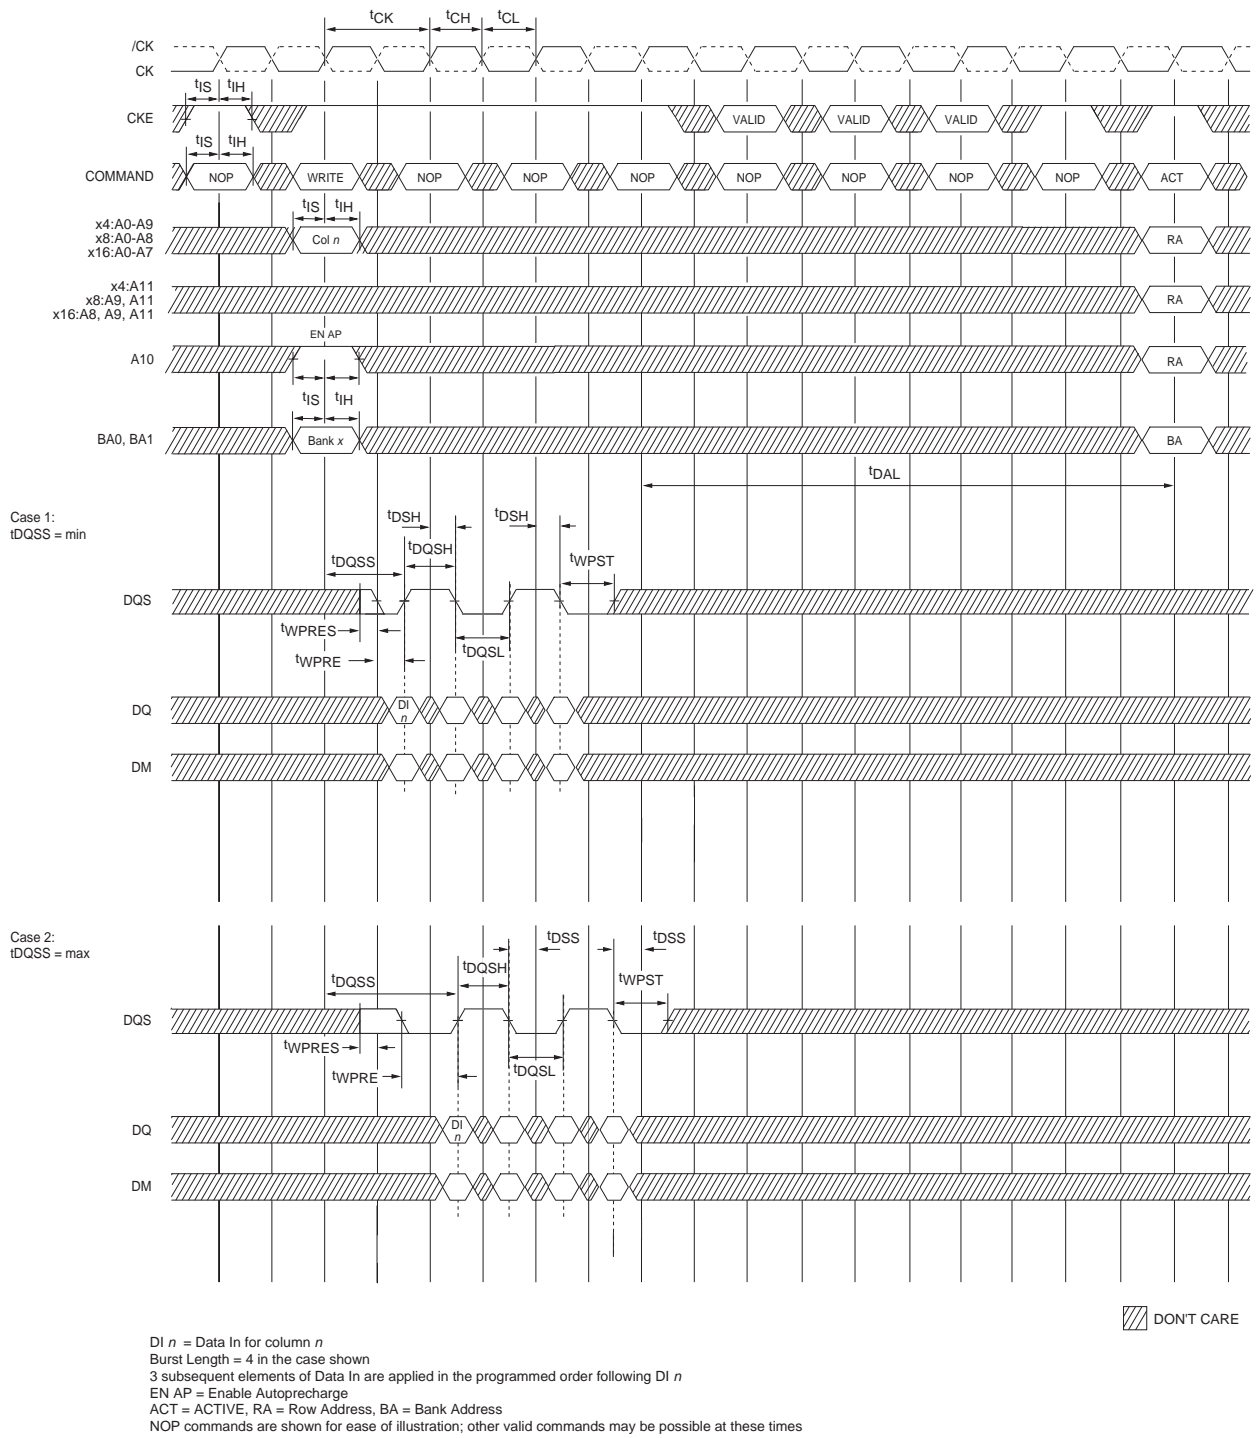 tCK tCH tCL
/CK
CK
tIS tIH
CKE VALID VALID VALID
tIS tIH
COMMAND NOP WRITE NOP NOP NOP NOP NOP NOP NOP ACT
tIS tIH
x4:A0-A9
x8:A0-A8
x16:A0-A7
Col n RA
x4:A11
x8:A9, A11
x16:A8, A9, A11
RA
EN AP
A10 RA
tIS tIH
BA0, BA1 Bank x BA
tDAL
Case 1:
tDQSS = min
tDSH tDSH
tDQSH
tDQSS tWPST
DQS
tWPRES
tDQSL
tWPRE
DQ DI
n
DM
Case 2:
tDQSS = max
tDSS tDSS
tDQSH
tDQSS tWPST
DQS
tWPRES
tWPRE tDQSL
DQ DI
n
DM
DON'T CARE
DI n = Data In for column n
Burst Length = 4 in the case shown
3 subsequent elements of Data In are applied in the programmed order following DI n
EN AP = Enable Autoprecharge
ACT = ACTIVE, RA = Row Address, BA = Bank Address
NOP commands are shown for ease of illustration; other valid commands may be possible at these times